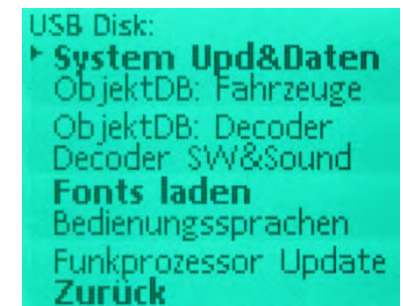 USB Disk:
▸ System Upd&Daten
ObjektDB: Fahrzeuge
ObjektDB: Decoder
Decoder SW&Sound
Fonts laden
Bedienungssprachen
Funkprozessor Update
Zurück